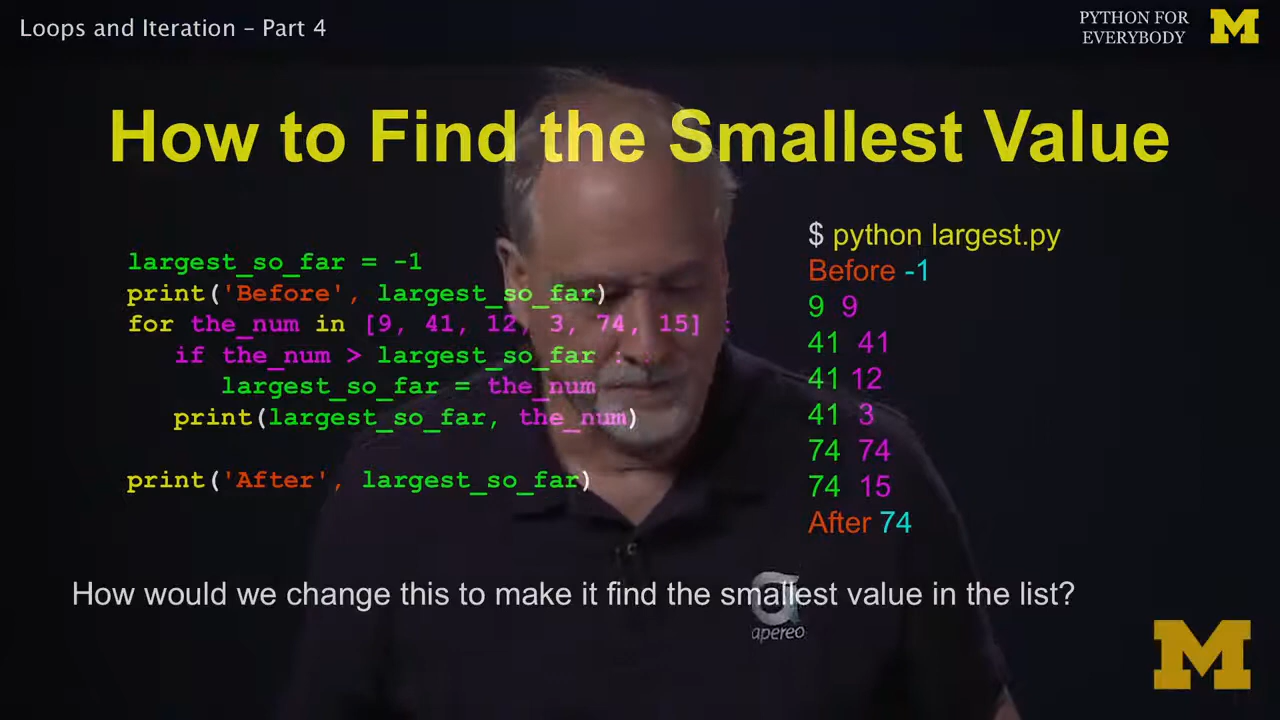 Loops and Iteration – Part 4
PYTHON FOR
EVERYBODY
M
How to Find the Smallest Value
largest_so_far = -1
print('Before', largest_so_far)
for the_num in [9, 41, 12, 3, 74, 15] :
if the_num > largest_so_far :
largest_so_far = the_num
print(largest_so_far, the_num)
print('After', largest_so_far)
$ python largest.py
Before -1
9 9
41 41
41 12
41 3
74 74
74 15
After 74
How would we change this to make it find the smallest value in the list?
apereo
M